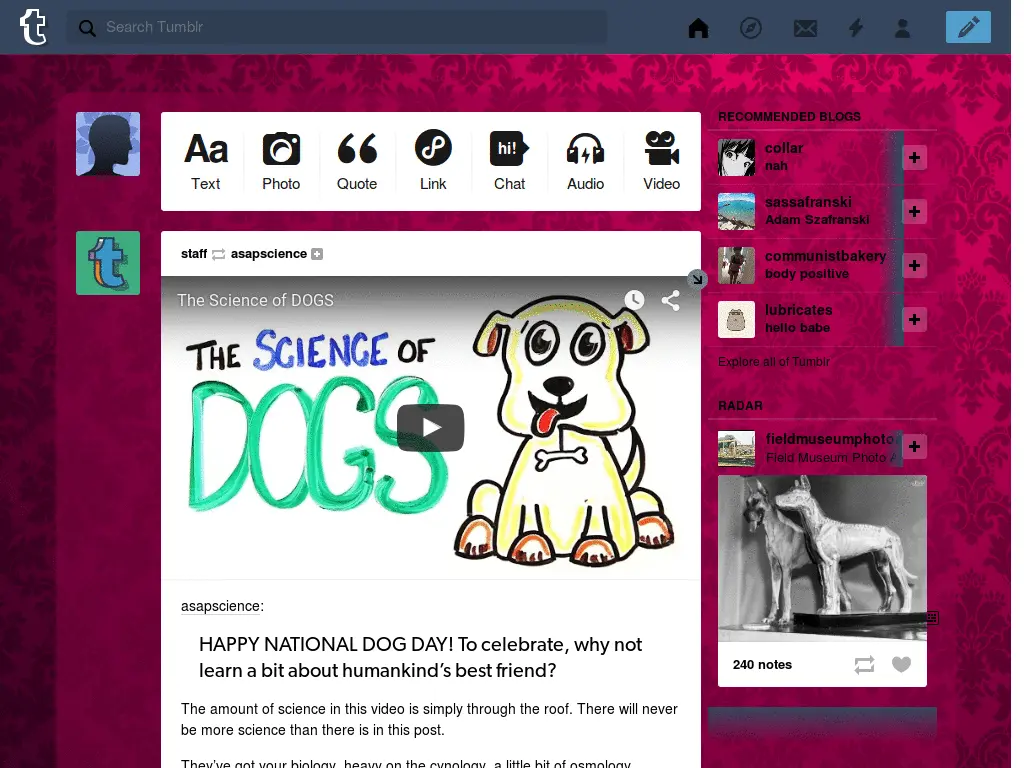 t
Search Tumblr
Aa
Text
Photo
Quote
Link
hi!
Chat
Audio
Video
RECOMMENDED BLOGS
collar
nah
sassafranski
Adam Szafranski
communistbakery
body positive
lubricates
hello babe
Explore all of Tumblr
RADAR
fieldmuseumphoto
Field Museum Photo A
240 notes
t
staff asapscience
The Science of DOGS
THE SCIENCE OF
DOGS
asapscience:
HAPPY NATIONAL DOG DAY! To celebrate, why not
learn a bit about humankind’s best friend?
The amount of science in this video is simply through the roof. There will never
be more science than there is in this post.
They’ve got your biology, heavy on the cynology, a little bit of osmology,